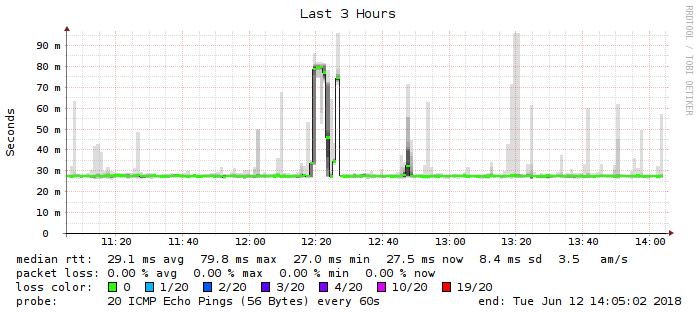 Last 3 Hours
RRDTOOL / TOBI OETIKER
Seconds
90 m
80 m
70 m
60 m
50 m
40 m
30 m
20 m
10 m
0 m
11:20 11:40 12:00 12:20 12:40 13:00 13:20 13:40 14:00
median rtt: 29.1 ms avg 79.8 ms max 27.0 ms min 27.5 ms now 8.4 ms sd 3.5 am/s
packet loss: 0.00 % avg 0.00 % max 0.00 % min 0.00 % now
loss color: 0 1/20 2/20 3/20 4/20 10/20 19/20
probe: 20 ICMP Echo Pings (56 Bytes) every 60s end: Tue Jun 12 14:05:02 2018